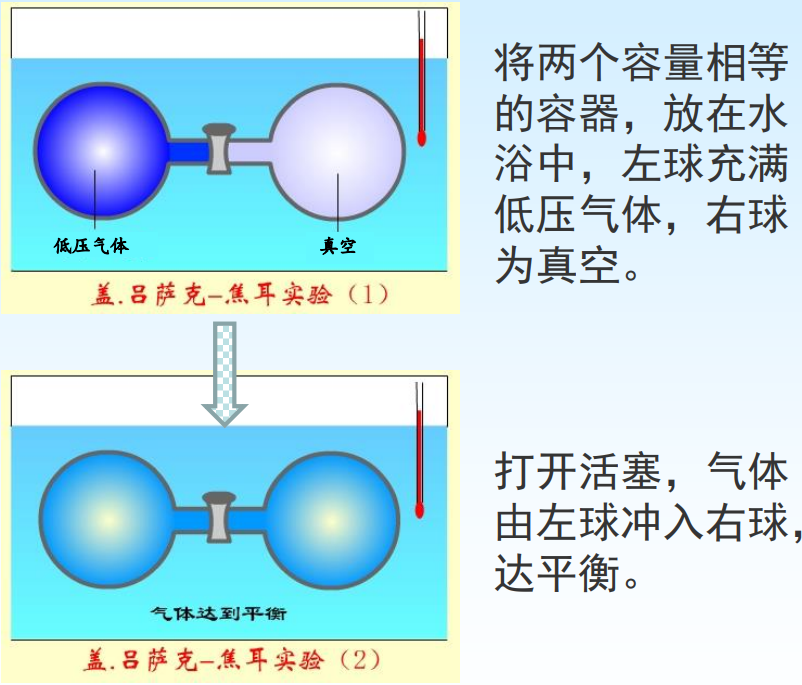 将两个容量相等
的容器，放在水
浴中，左球充满
低压气体，右球
为真空。
低压气体
真空
盖.吕萨克–焦耳实验（1）
打开活塞，气体
由左球冲入右球，
达平衡。
气体达到平衡
盖.吕萨克–焦耳实验（2）